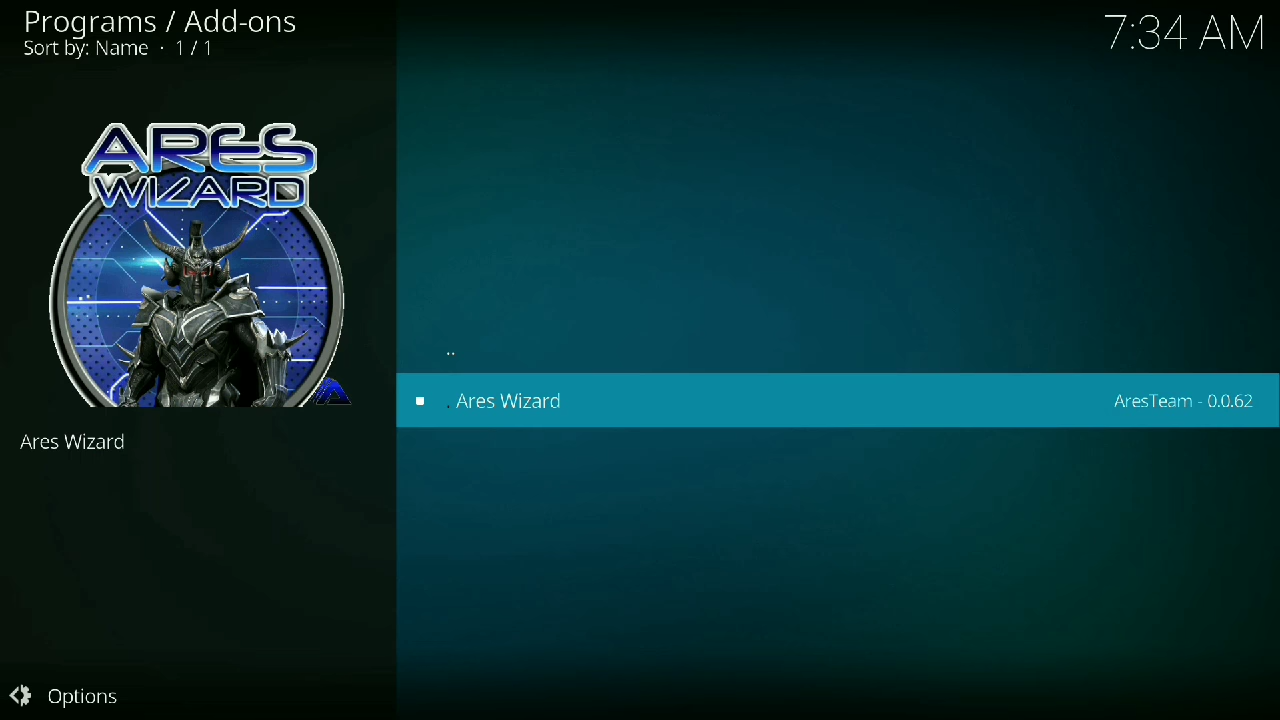 Programs / Add-ons
Sort by: Name · 1 / 1
7:34 AM
ARES
WIZARD
..
. Ares Wizard
AresTeam - 0.0.62
Ares Wizard
Options